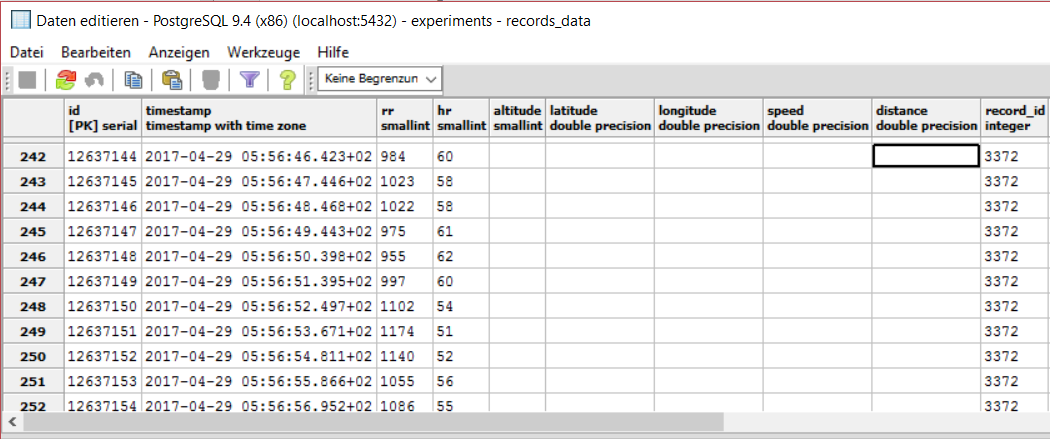 Daten editieren - PostgreSQL 9.4 (x86) (localhost:5432) - experiments - records_data
Datei Bearbeiten Anzeigen Werkzeuge Hilfe
Keine Begrenzun
id timestamp rr hr altitude latitude longitude speed distance record_id
[PK] serial timestamp with time zone smallint smallint smallint double precision double precision double precision double precision integer
242 12637144 2017-04-29 05:56:46.423+02 984 60 3372
243 12637145 2017-04-29 05:56:47.446+02 1023 58 3372
244 12637146 2017-04-29 05:56:48.468+02 1022 58 3372
245 12637147 2017-04-29 05:56:49.443+02 975 61 3372
246 12637148 2017-04-29 05:56:50.398+02 955 62 3372
247 12637149 2017-04-29 05:56:51.395+02 997 60 3372
248 12637150 2017-04-29 05:56:52.497+02 1102 54 3372
249 12637151 2017-04-29 05:56:53.671+02 1174 51 3372
250 12637152 2017-04-29 05:56:54.811+02 1140 52 3372
251 12637153 2017-04-29 05:56:55.866+02 1055 56 3372
252 12637154 2017-04-29 05:56:56.952+02 1086 55 3372